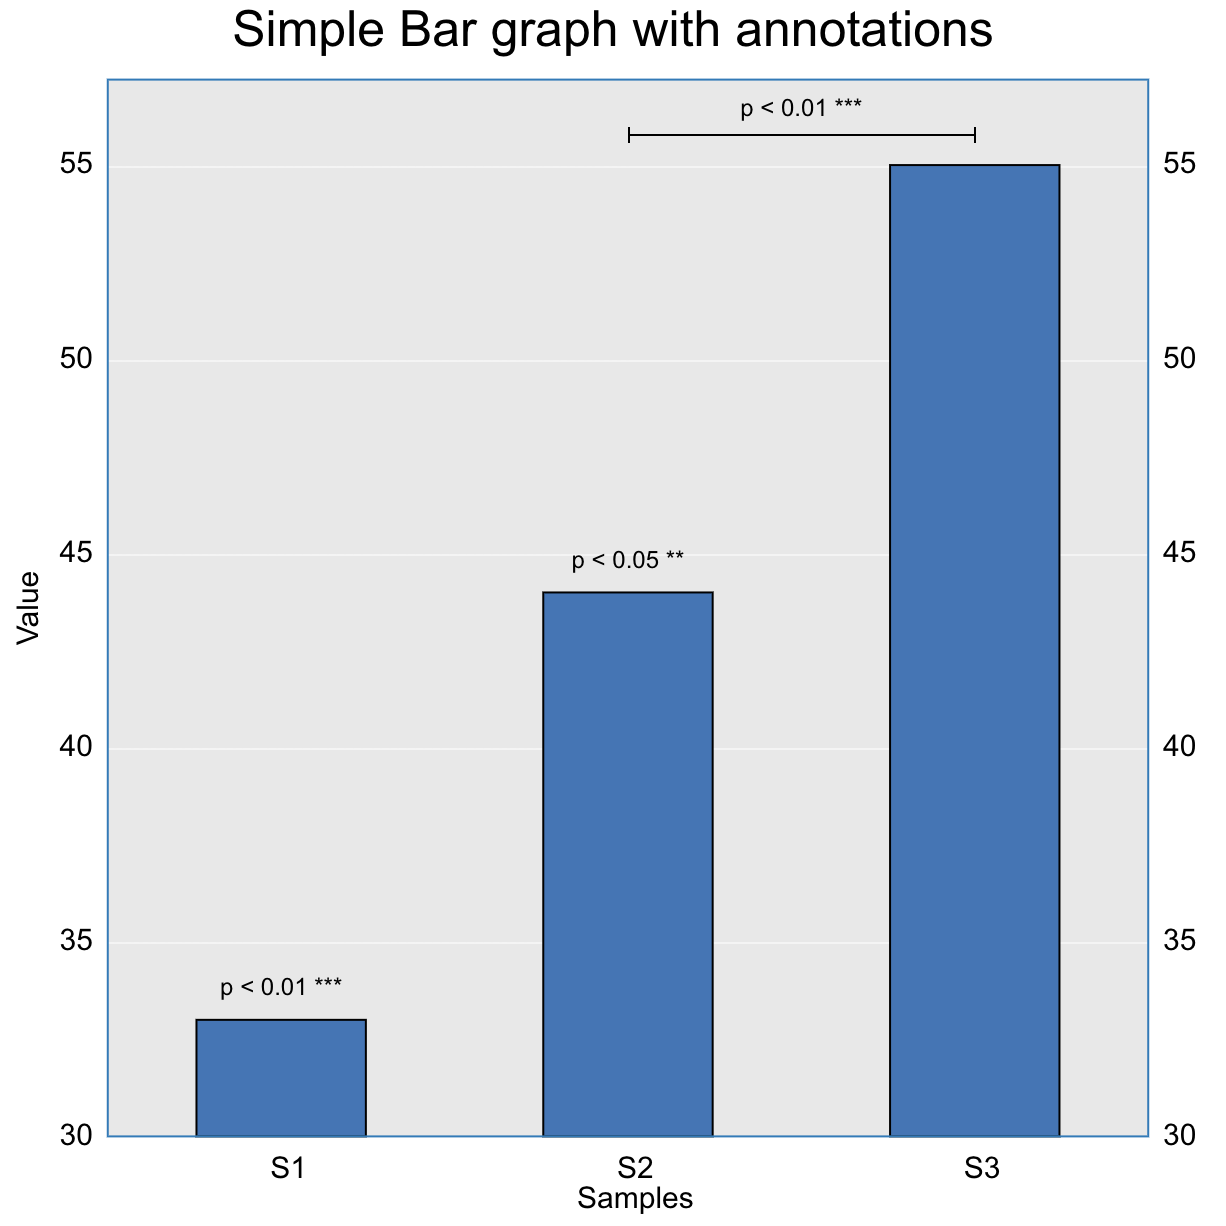 Simple Bar graph with annotations
p < 0.01 ***
55 55
50 50
45 45
p < 0.05 **
Value
40 40
35 35
p < 0.01 ***
30 30
S1 S2 S3
Samples